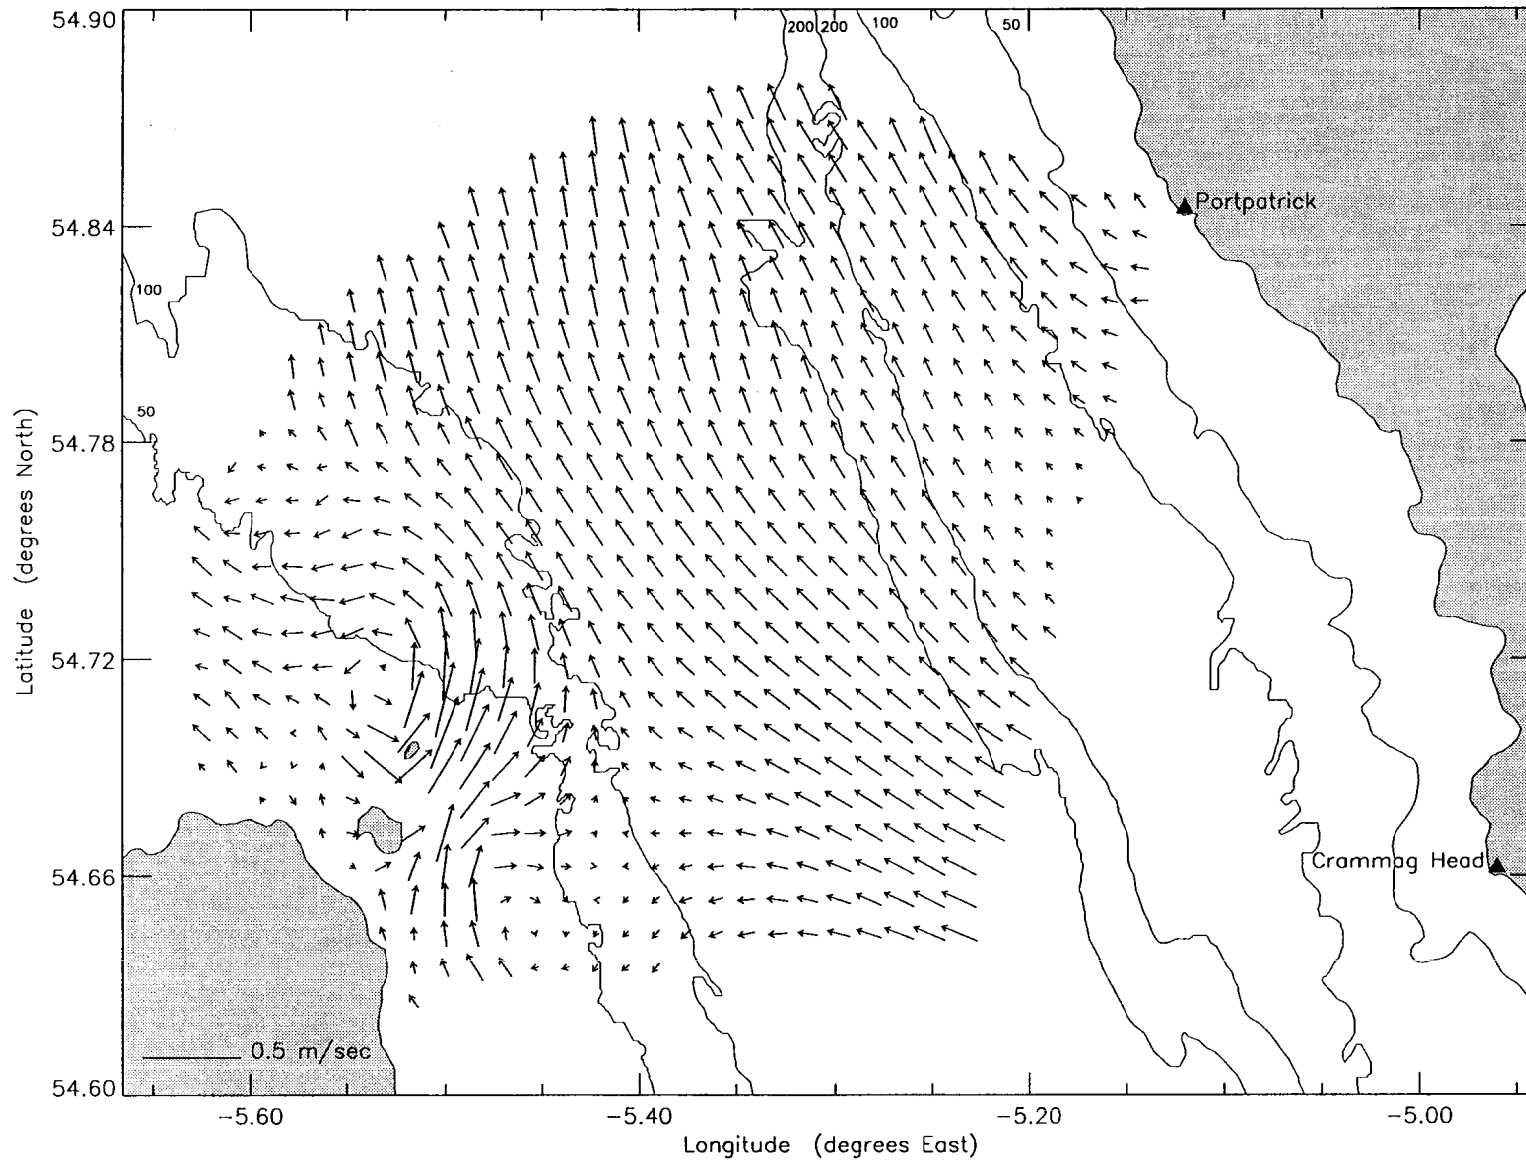 54.90
200 200 100 50
Portpatrick
54.84
100
50
54.78
Latitude (degrees North)
54.72
Crammag Head
54.66
0.5 m/sec
54.60
−5.60 −5.40 −5.20 −5.00
Longitude (degrees East)